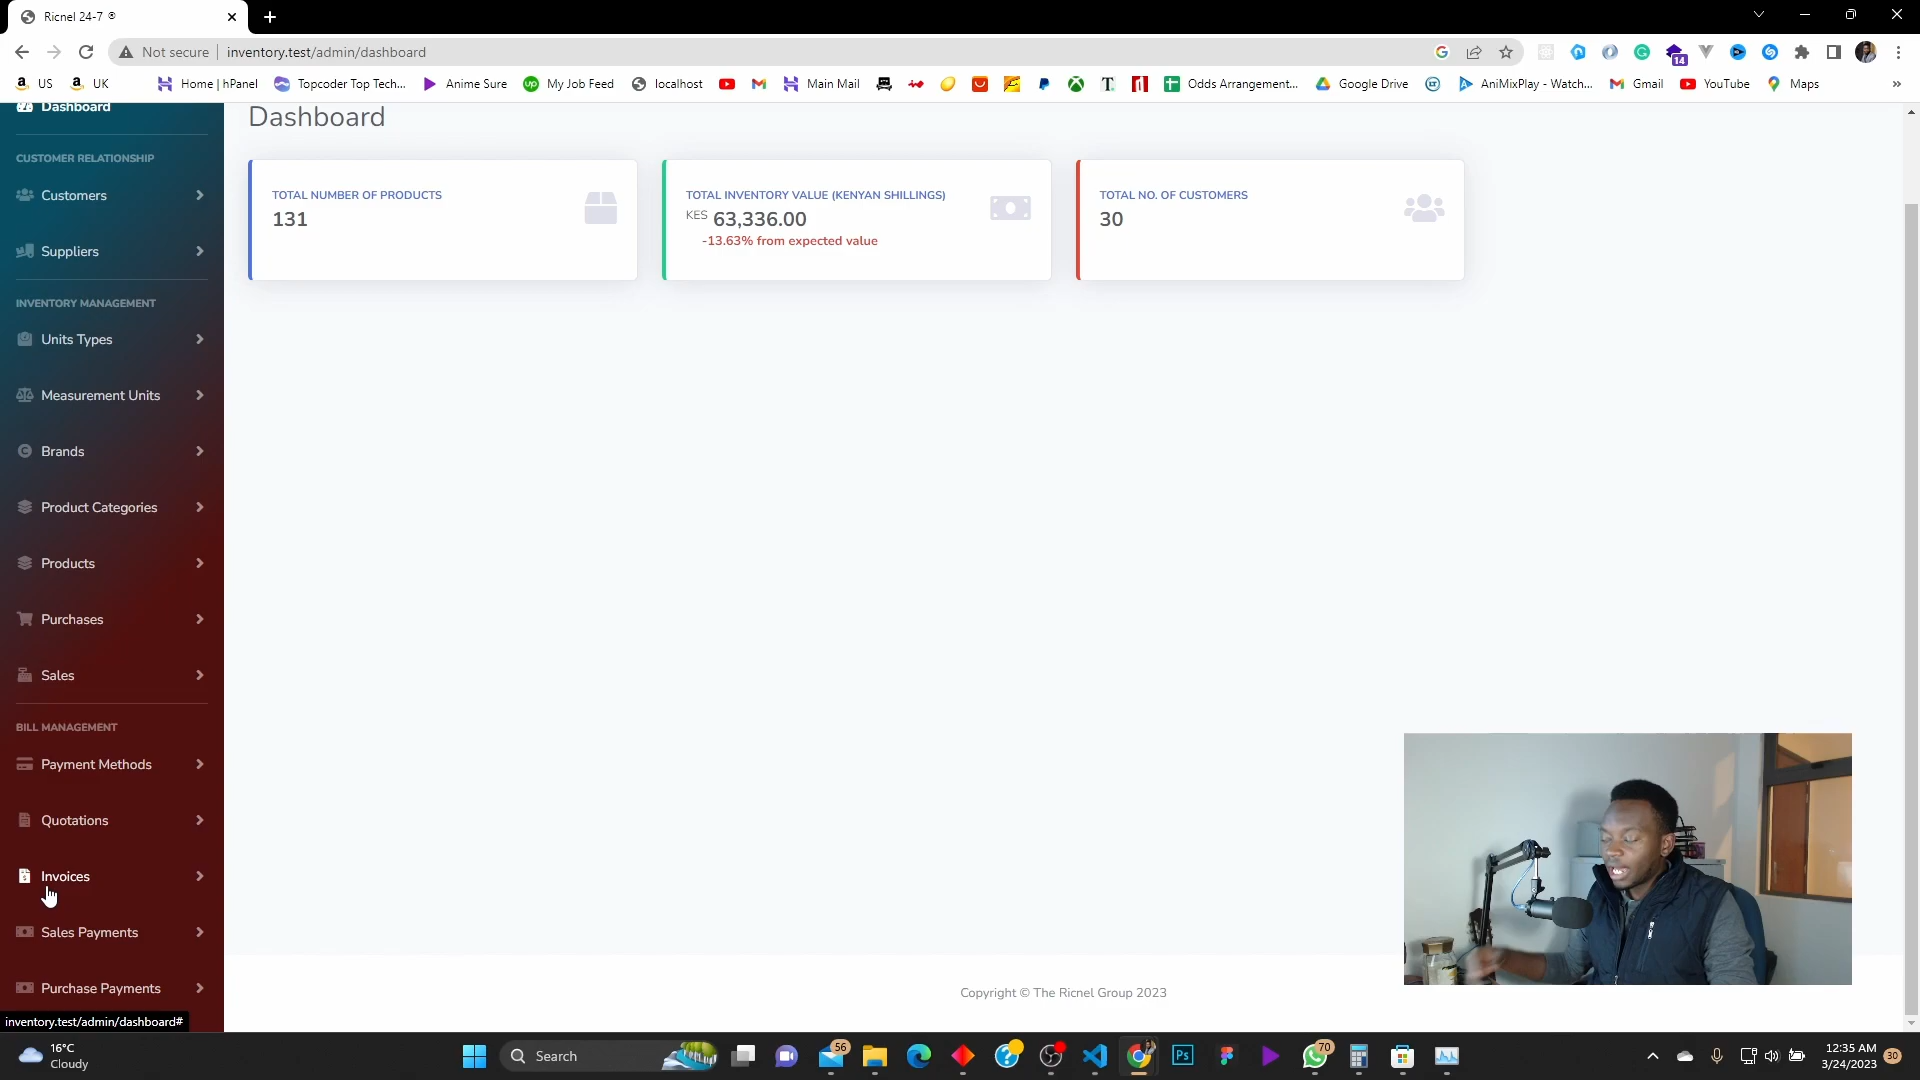 Ricnel 24-7 ®
Not secure
inventory.test/admin/dashboard
14
US
UK
Home | hPanel
Topcoder Top Tech...
Anime Sure
My Job Feed
localhost
Main Mail
Odds Arrangement...
Google Drive
AniMixPlay - Watch...
Gmail
YouTube
Maps
»
Dashboard
CUSTOMER RELATIONSHIP
Customers
Suppliers
INVENTORY MANAGEMENT
Units Types
Measurement Units
Brands
Product Categories
Products
Purchases
Sales
BILL MANAGEMENT
Payment Methods
Quotations
Invoices
Sales Payments
Purchase Payments
inventory.test/admin/dashboard#
Dashboard
TOTAL NUMBER OF PRODUCTS
131
TOTAL INVENTORY VALUE (KENYAN SHILLINGS)
KES 63,336.00
-13.63% from expected value
TOTAL NO. OF CUSTOMERS
30
Copyright © The Ricnel Group 2023
16°C
Cloudy
Search
56
Ps
70
12:35 AM
3/24/2023
30